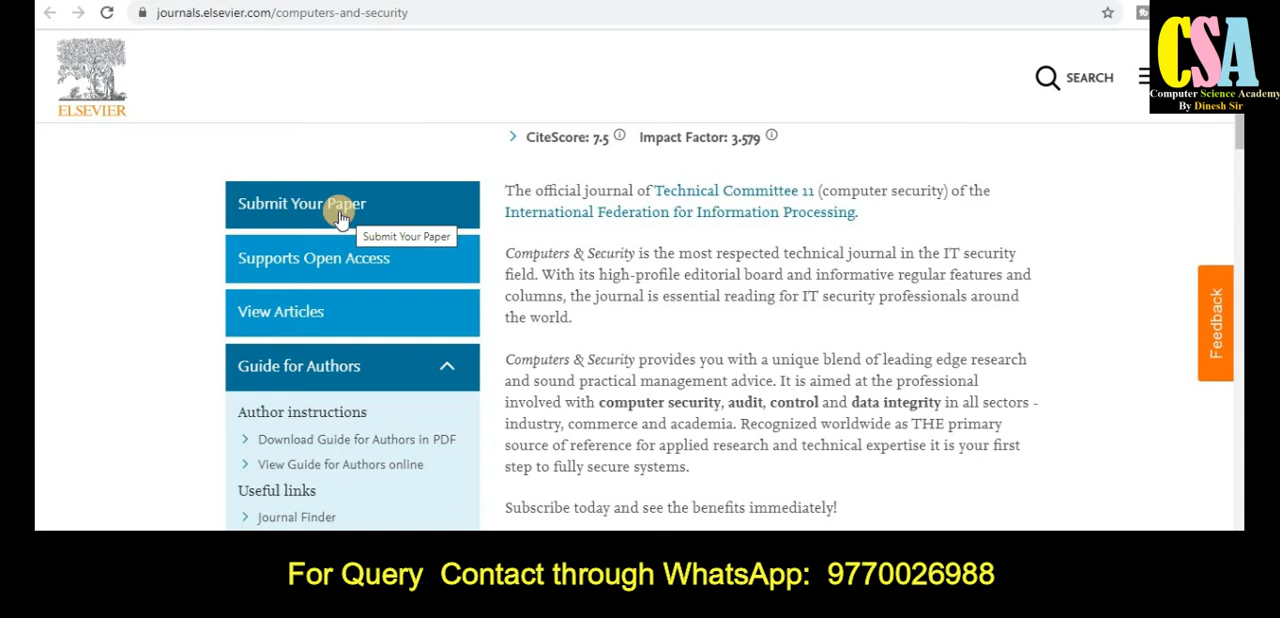 journals.elsevier.com/computers-and-security
CSA
Computer Science Academy
By Dinesh Sir
ELSEVIER
SEARCH
CiteScore: 7.5 Impact Factor: 3.579
Submit Your Paper
Submit Your Paper
Supports Open Access
View Articles
Guide for Authors
Author instructions
Download Guide for Authors in PDF
View Guide for Authors online
Useful links
Journal Finder
The official journal of Technical Committee 11 (computer security) of the
International Federation for Information Processing.
Computers & Security is the most respected technical journal in the IT security
field. With its high-profile editorial board and informative regular features and
columns, the journal is essential reading for IT security professionals around
the world.
Computers & Security provides you with a unique blend of leading edge research
and sound practical management advice. It is aimed at the professional
involved with computer security, audit, control and data integrity in all sectors -
industry, commerce and academia. Recognized worldwide as THE primary
source of reference for applied research and technical expertise it is your first
step to fully secure systems.
Subscribe today and see the benefits immediately!
Feedback
For Query Contact through WhatsApp: 9770026988